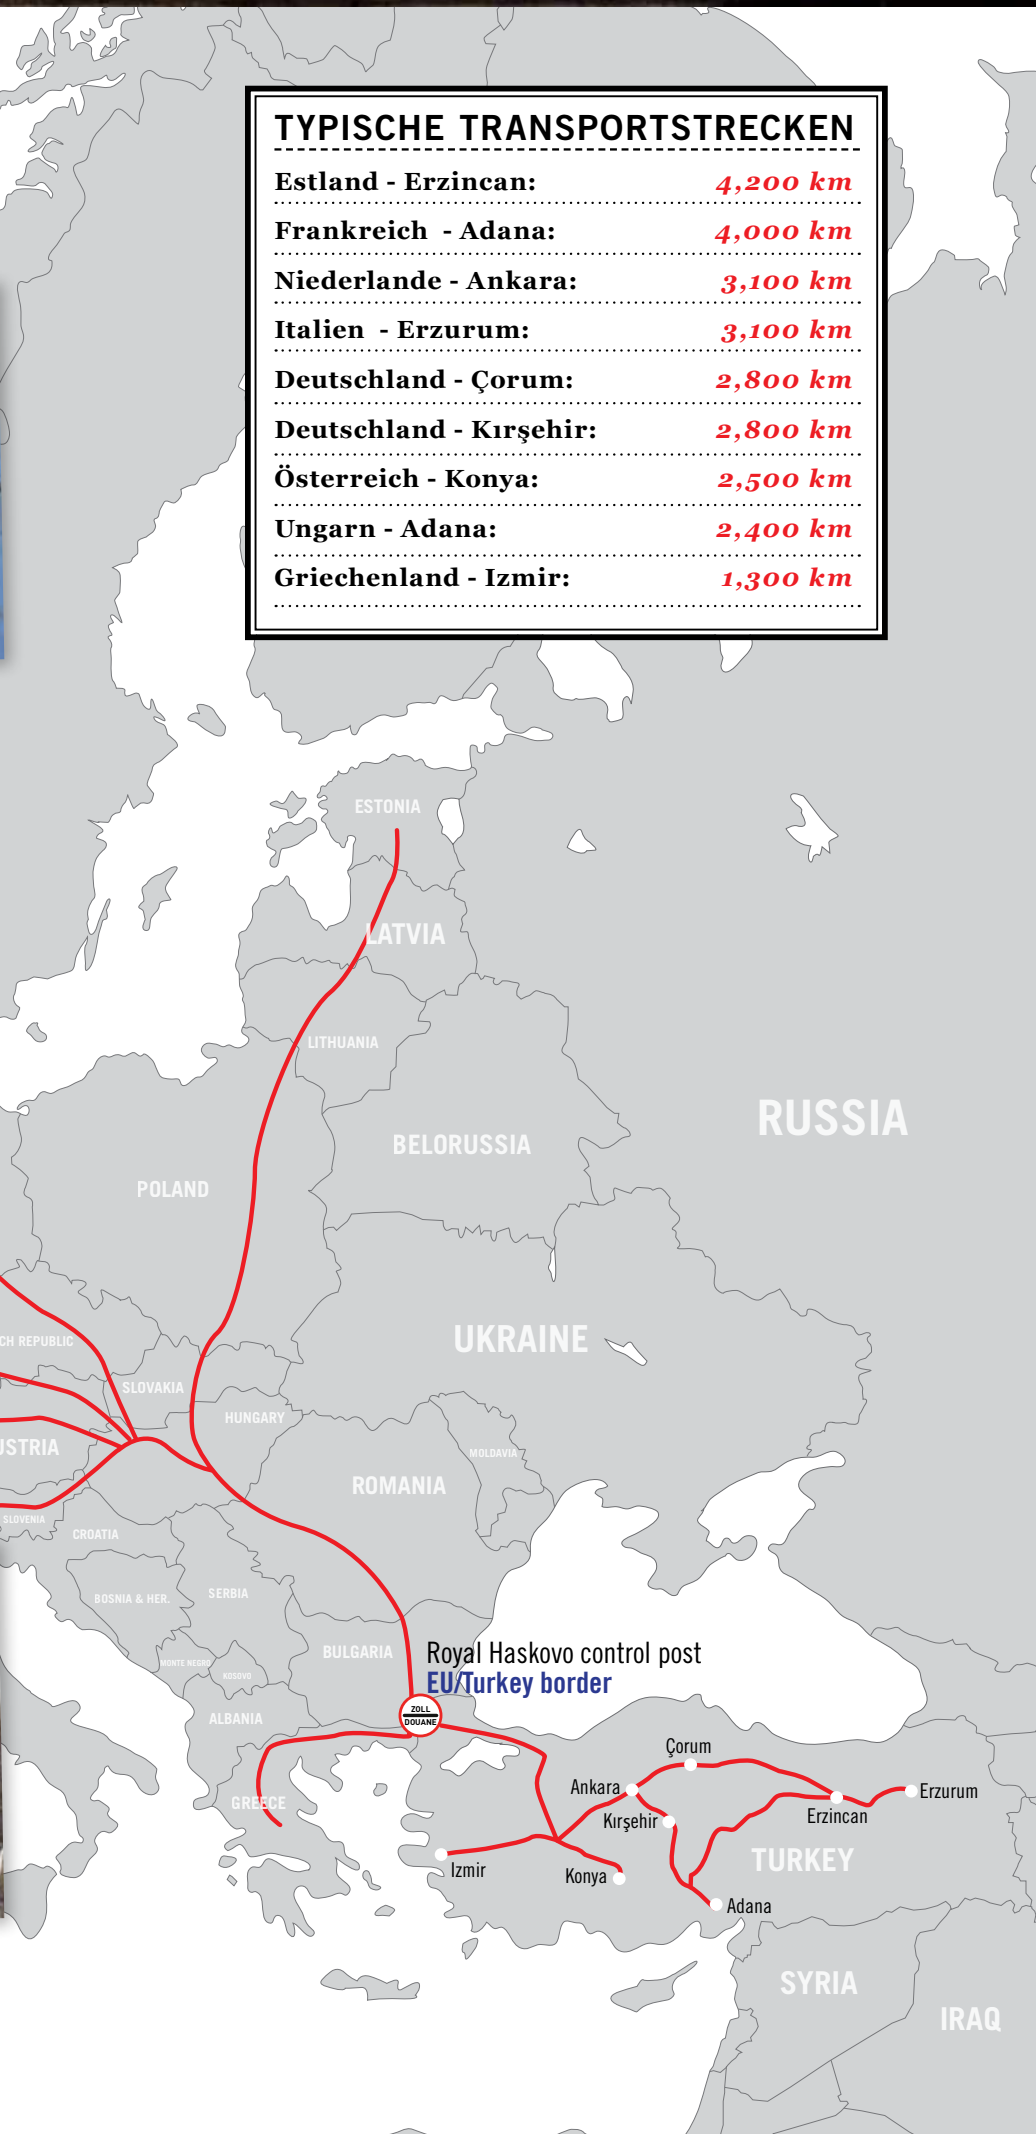 TYPISCHE TRANSPORTSTRECKEN
Estland - Erzincan: 4,200 km
Frankreich - Adana: 4,000 km
Niederlande - Ankara: 3,100 km
Italien - Erzurum: 3,100 km
Deutschland - Çorum: 2,800 km
Deutschland - Kırşehir: 2,800 km
Österreich - Konya: 2,500 km
Ungarn - Adana: 2,400 km
Griechenland - Izmir: 1,300 km
ESTONIA
LATVIA
LITHUANIA
RUSSIA
BELORUSSIA
POLAND
UKRAINE
CH REPUBLIC
SLOVAKIA
HUNGARY
USTRIA
MOLDAVIA
ROMANIA
SLOVENIA
CROATIA
BOSNIA & HER.
SERBIA
BULGARIA
Royal Haskovo control post
EU/Turkey border
MONTE NEGRO
KOSOVO
ZOLL
DOUANE
ALBANIA
Çorum
Ankara
Erzurum
GREECE
Kırşehir
Erzincan
TURKEY
Izmir
Konya
Adana
SYRIA
IRAQ